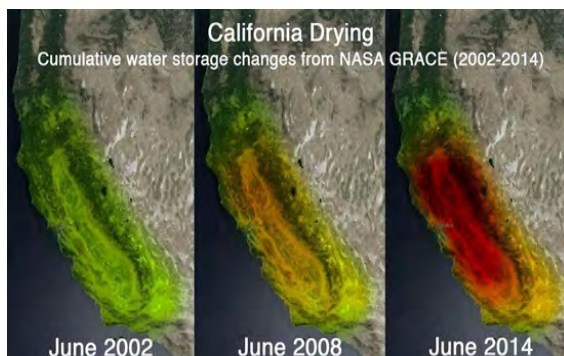 California Drying
Cumulative water storage changes from NASA GRACE (2002-2014)
June 2002
June 2008
June 2014